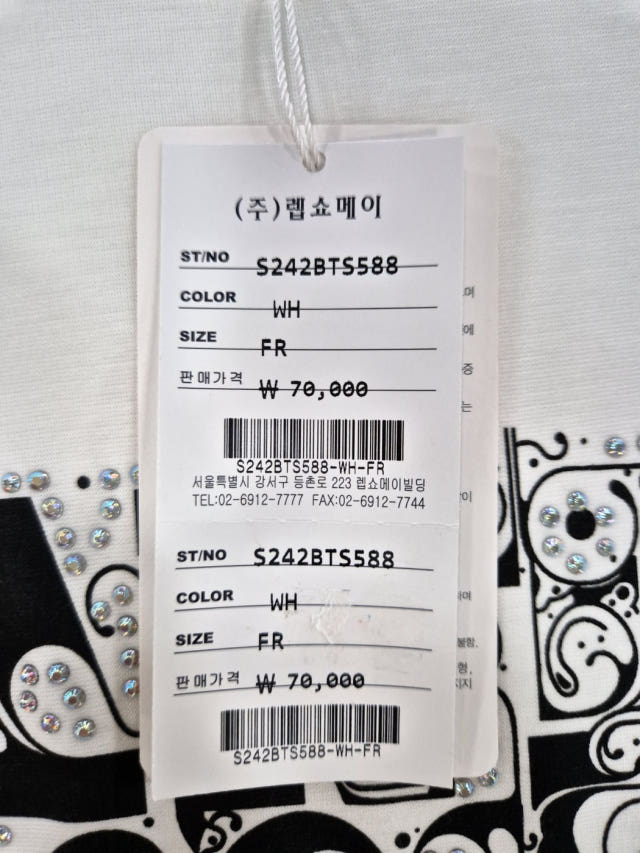 (주)렙쇼메이
ST/NO S242BTS588
COLOR WH
SIZE FR
판매가격 ₩ 70,000
S242BTS588-WH-FR
서울특별시 강서구 등촌로 223 렙쇼메이빌딩
TEL:02-6912-7777 FAX:02-6912-7744
ST/NO S242BTS588
COLOR WH
SIZE FR
판매가격 ₩ 70,000
S242BTS588-WH-FR